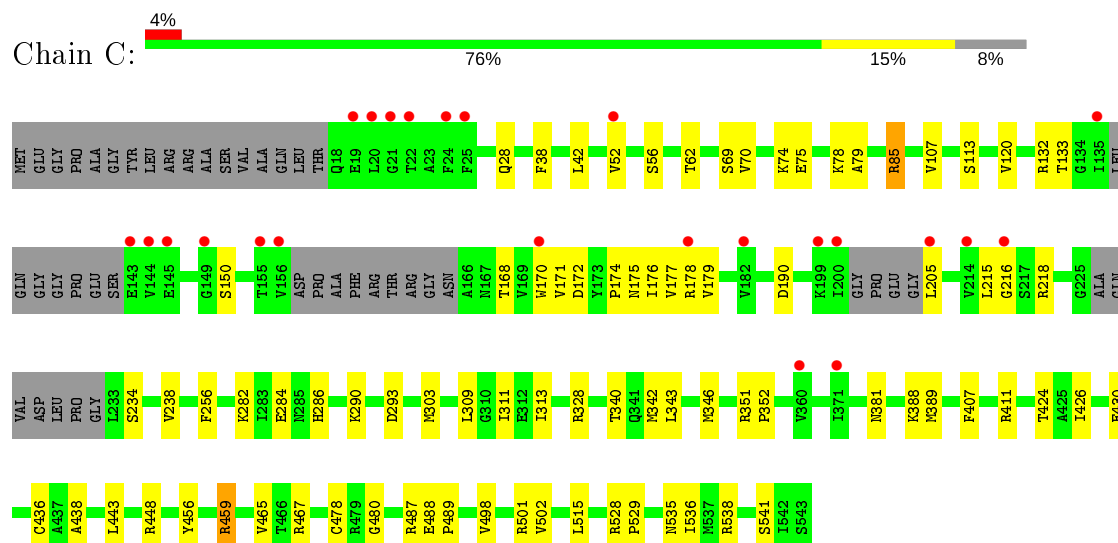 4%
Chain C:
76% 15% 8%
MET GLU GLY PRO ALA GLY TYR LEU ARG ARG ALA SER VAL ALA GLN LEU THR Q18 E19 L20 G21 T22 A23 F24 F25 Q28 F38 L42 V52 S56 T62 S69 V70 K74 E75 K78 A79 R85 V107 S113 V120 R132 T133 G134 I135 LEU
GLN GLY GLY PRO PRO GLU SER E143 V144 E145 G149 S150 T155 V156 ASP PRO ALA PHE ARG THR ARG GLY ASN A166 N167 T168 V169 W170 V171 D172 Y173 P174 N175 I176 V177 R178 V179 V182 D190 K199 I200 GLY PRO GLU GLY L205 V214 L215 G216 S217 R218 G225 ALA GLN
VAL ASP LEU PRO GLY L233 S234 V238 F256 K282 I283 E284 N285 H286 K290 D293 M303 L309 G310 I311 E312 I313 R328 T340 Q341 M342 L343 M346 R351 P352 V360 I371 N381 K388 M389 F407 R411 T424 A425 I426
C436 A437 A438 L443 R448 Y456 R459 V465 T466 R467 C478 R479 G480 R487 E488 P489 V498 R501 V502 L515 R528 P529 N535 I536 M537 R538 S541 I542 S543